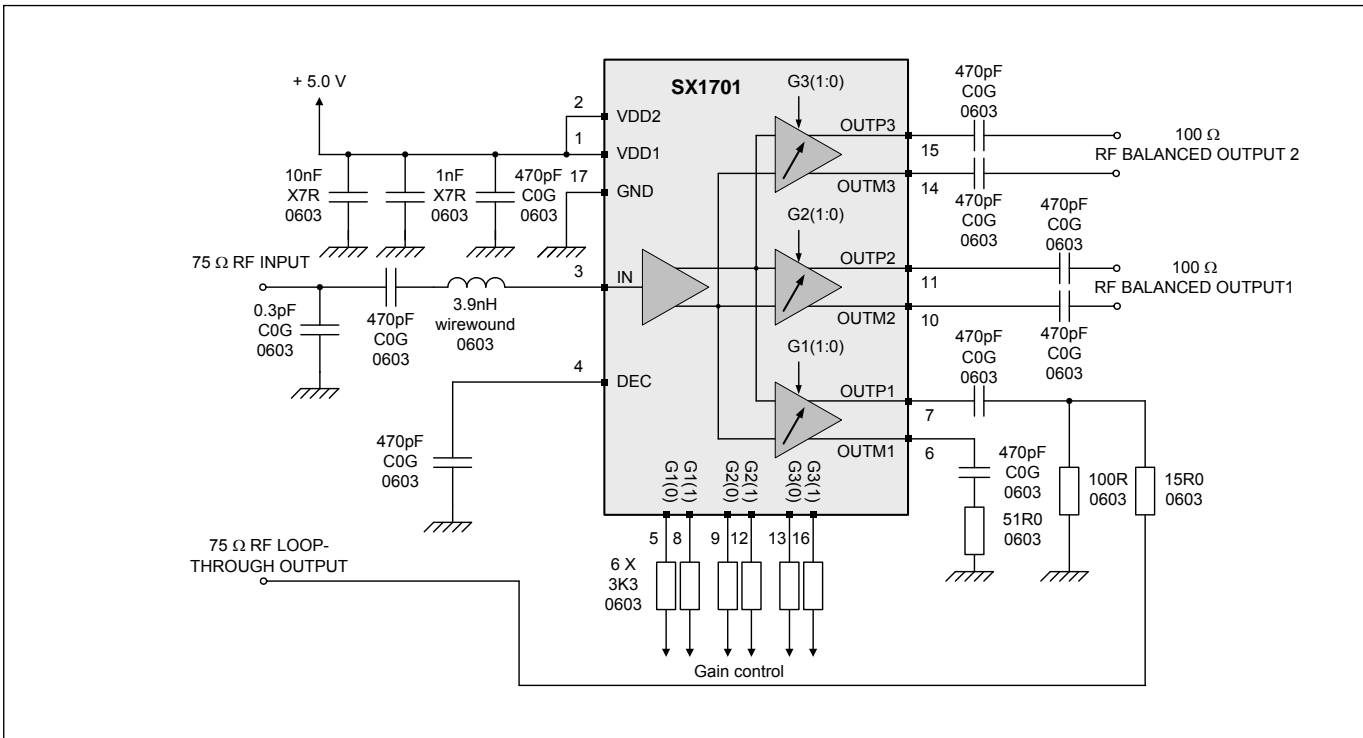 SX1701
+ 5.0 V
2
VDD2
1
VDD1
17
GND
10nF
X7R
0603
1nF
X7R
0603
470pF
C0G
0603
75 Ω RF INPUT
3
IN
0.3pF
C0G
0603
470pF
C0G
0603
3.9nH
wirewound
0603
4
DEC
470pF
C0G
0603
G3(1:0)
OUTP3
15
OUTM3
14
470pF
C0G
0603
470pF
C0G
0603
100 Ω
RF BALANCED OUTPUT 2
G2(1:0)
OUTP2
11
OUTM2
10
470pF
C0G
0603
470pF
C0G
0603
100 Ω
RF BALANCED OUTPUT1
G1(1:0)
OUTP1
7
OUTM1
6
470pF
C0G
0603
470pF
C0G
0603
51R0
0603
100R
0603
15R0
0603
G1(0)
G1(1)
G2(0)
G2(1)
G3(0)
G3(1)
5
8
9
12
13
16
6 X
3K3
0603
Gain control
75 Ω RF LOOP-
THROUGH OUTPUT